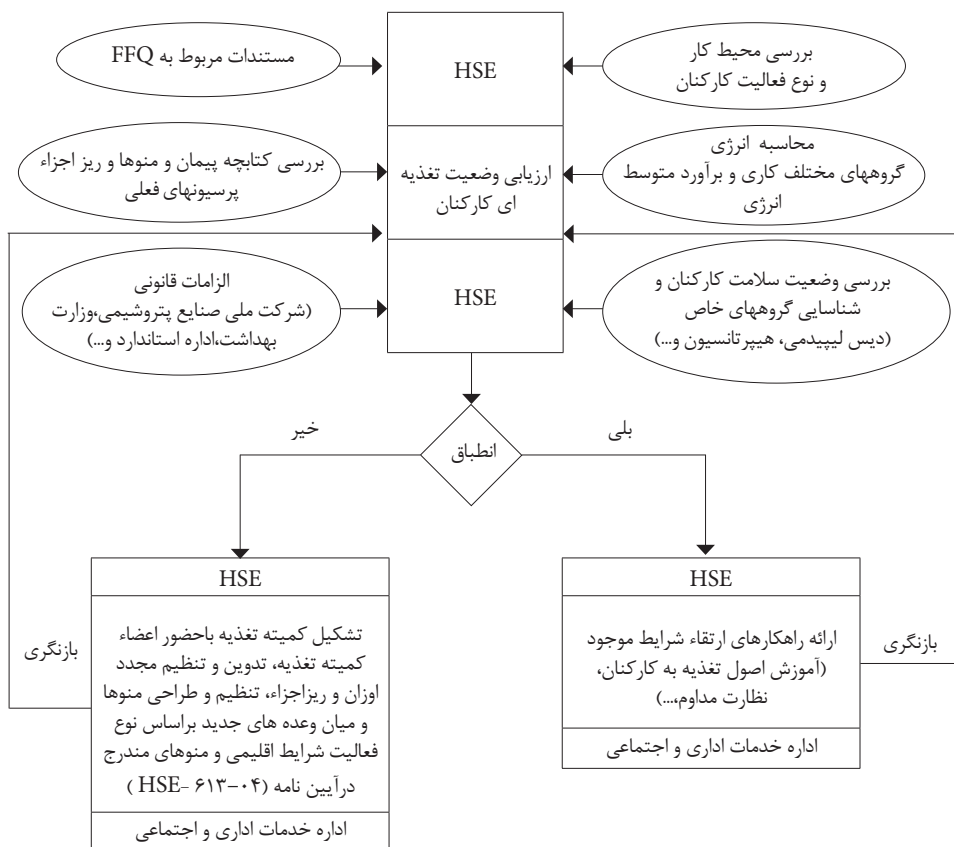 بررسی محیط کار
و نوع فعالیت کارکنان
HSE
مستندات مربوط به FFQ
محاسبه انرژی
گروههای مختلف کاری و برآورد متوسط
انرژی
ارزیابی وضعیت تغذیه
ای کارکنان
بررسی کتابچه پیمان و منوها و ریز اجزاء
پرسیونهای فعلی
بررسی وضعیت سلامت کارکنان و
شناسایی گروههای خاص
(دیس لیپیدمی، هیپرتانسیون و...)
HSE
الزامات قانونی
(شرکت ملی صنایع پتروشیمی،وزارت
بهداشت،اداره استاندارد و...)
انطباق
بلی
خیر
HSE
ارائه راهکارهای ارتقاء شرایط موجود
(آموزش اصول تغذیه به کارکنان،
نظارت مداوم،...)
اداره خدمات اداری و اجتماعی
بازنگری
HSE
تشکیل کمیته تغذیه باحضور اعضاء
کمیته تغذیه، تدوین و تنظیم مجدد
اوزان و ریزاجزاء، تنظیم و طراحی منوها
و میان وعده های جدید براساس نوع
فعالیت شرایط اقلیمی و منوهای مندرج
درآیین نامه (HSE- ۶۱۳-۰۴ )
اداره خدمات اداری و اجتماعی
بازنگری